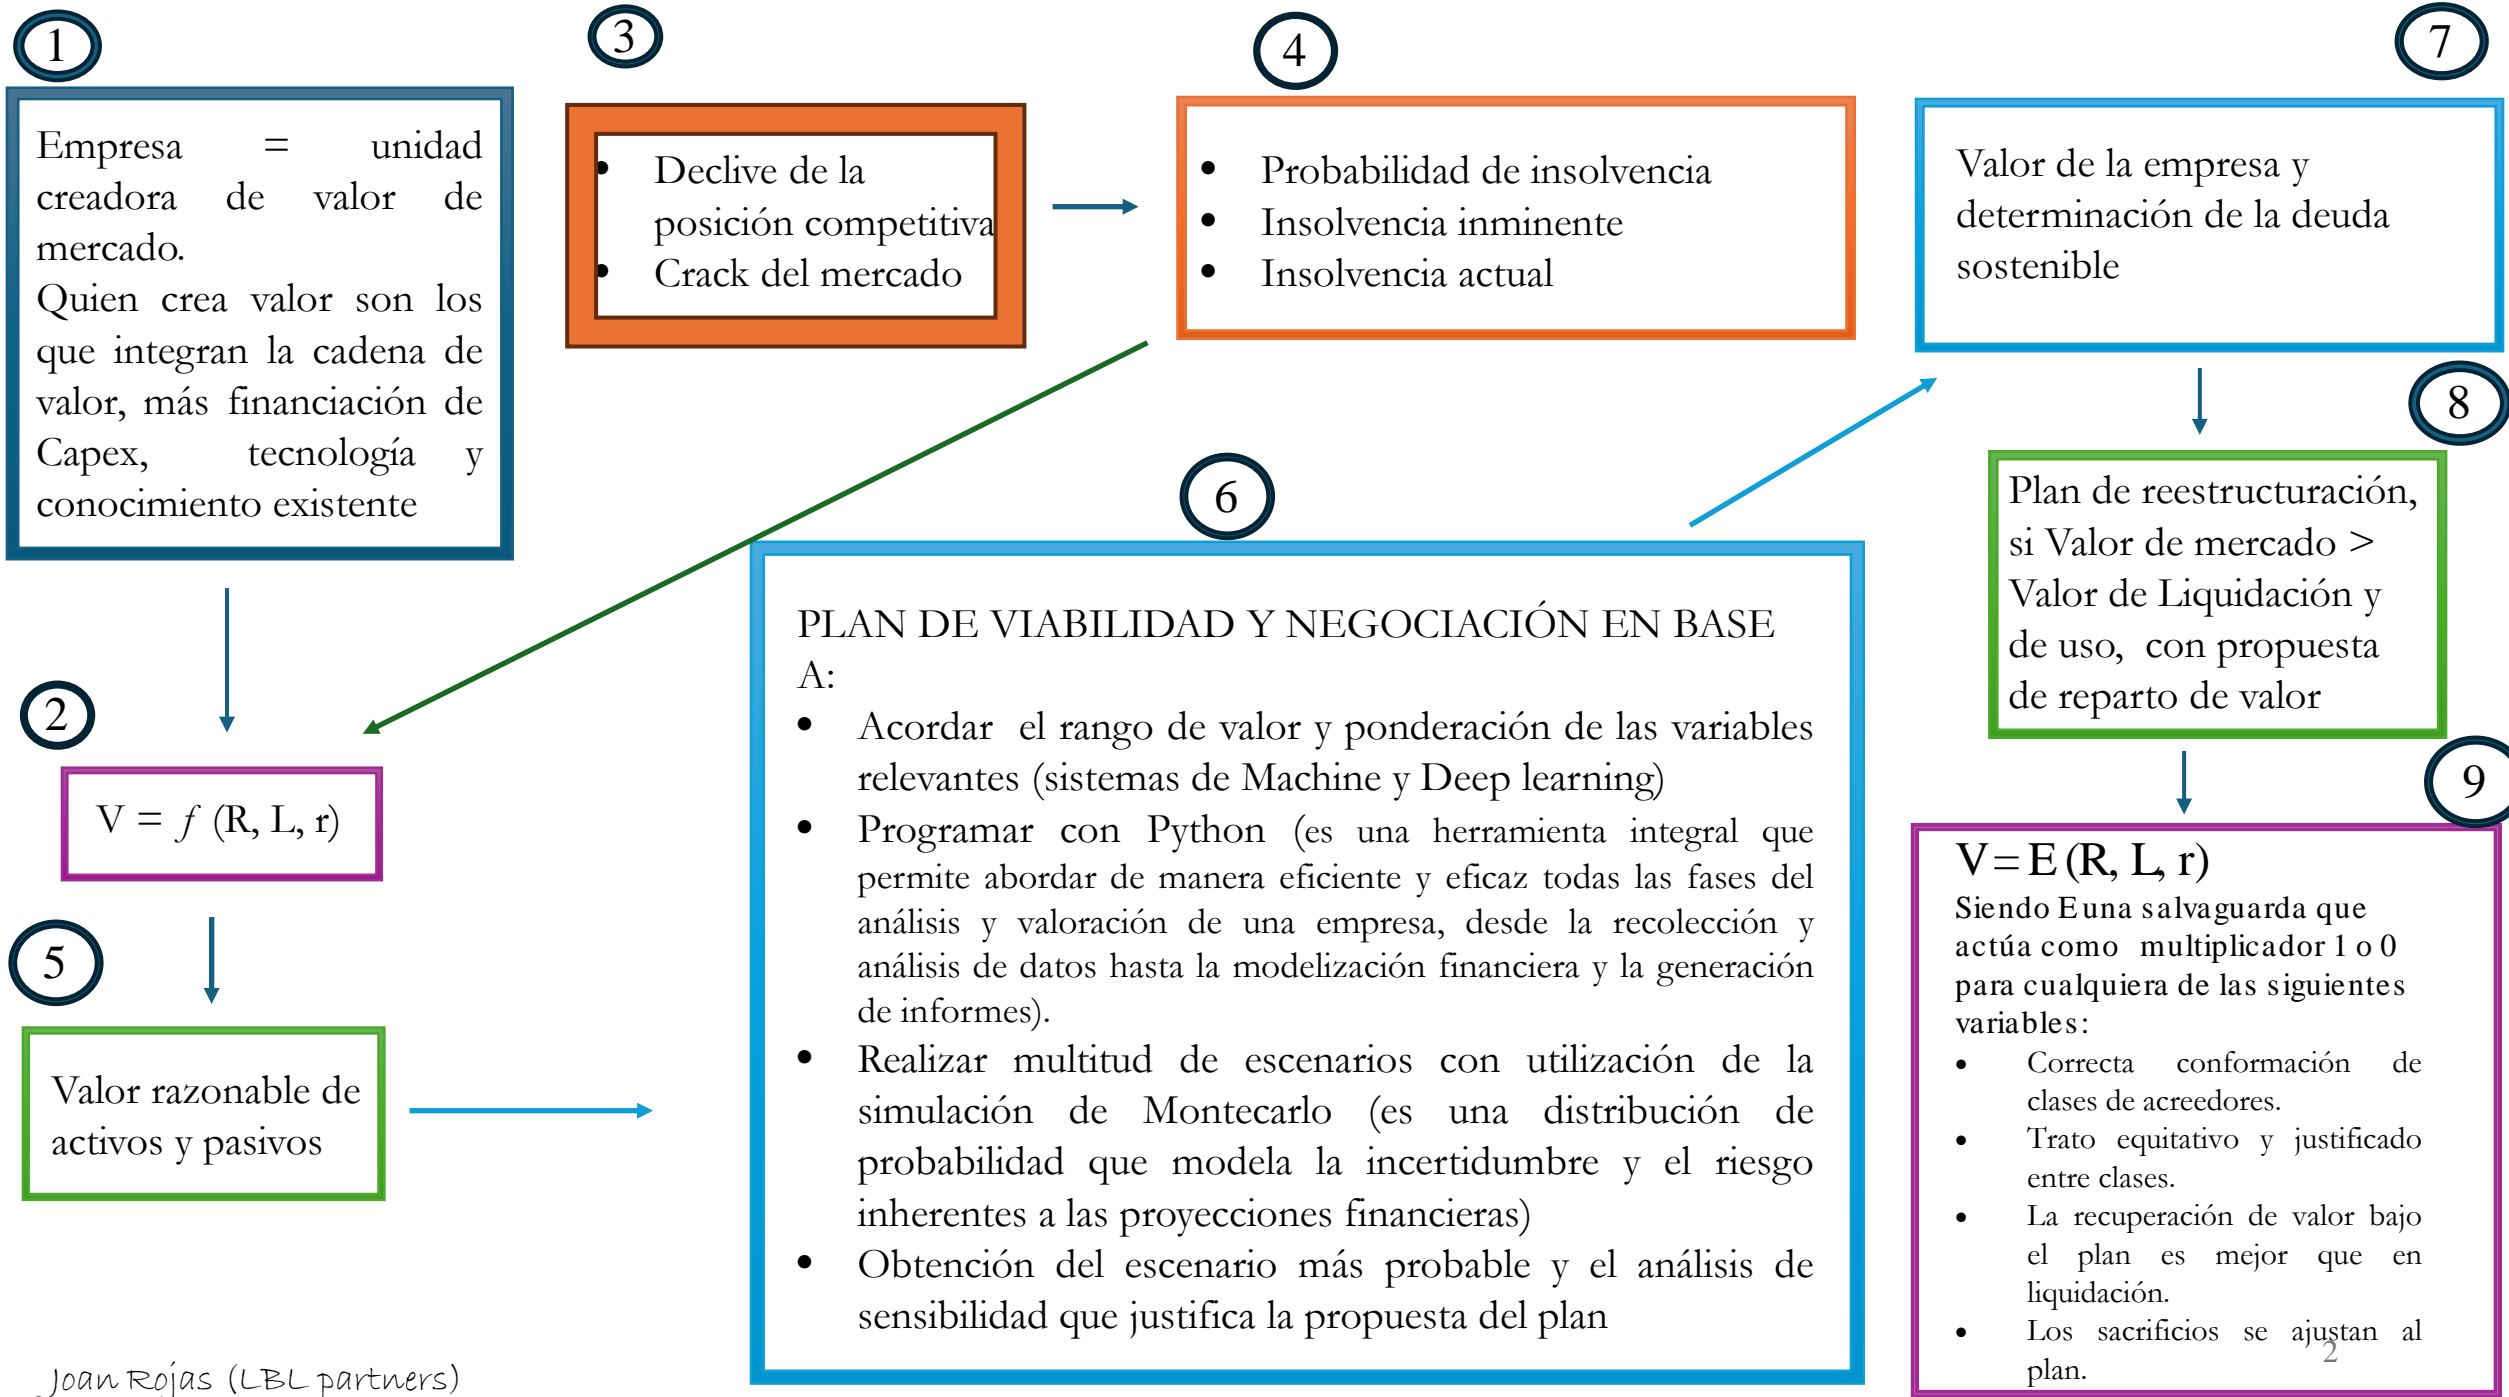 1
Empresa = unidad
creadora de valor de
mercado.
Quien crea valor son los
que integran la cadena de
valor, más financiación de
Capex, tecnología y
conocimiento existente
2
V = f (R, L, r)
3
• Declive de la
posición competitiva
• Crack del mercado
4
• Probabilidad de insolvencia
• Insolvencia inminente
• Insolvencia actual
5
Valor razonable de
activos y pasivos
6
PLAN DE VIABILIDAD Y NEGOCIACIÓN EN BASE
A:
• Acordar el rango de valor y ponderación de las variables
relevantes (sistemas de Machine y Deep learning)
• Programar con Python (es una herramienta integral que
permite abordar de manera eficiente y eficaz todas las fases del
análisis y valoración de una empresa, desde la recolección y
análisis de datos hasta la modelización financiera y la generación
de informes).
• Realizar multitud de escenarios con utilización de la
simulación de Montecarlo (es una distribución de
probabilidad que modela la incertidumbre y el riesgo
inherentes a las proyecciones financieras)
• Obtención del escenario más probable y el análisis de
sensibilidad que justifica la propuesta del plan
7
Valor de la empresa y
determinación de la deuda
sostenible
8
Plan de reestructuración,
si Valor de mercado >
Valor de Liquidación y
de uso, con propuesta
de reparto de valor
9
V= E (R, L, r)
Siendo E una salvaguarda que
actúa como multiplicador 1 o 0
para cualquiera de las siguientes
variables:
• Correcta conformación de
clases de acreedores.
• Trato equitativo y justificado
entre clases.
• La recuperación de valor bajo
el plan es mejor que en
liquidación.
• Los sacrificios se ajustan al
plan.
2
Joan Rojas (LBL partners)